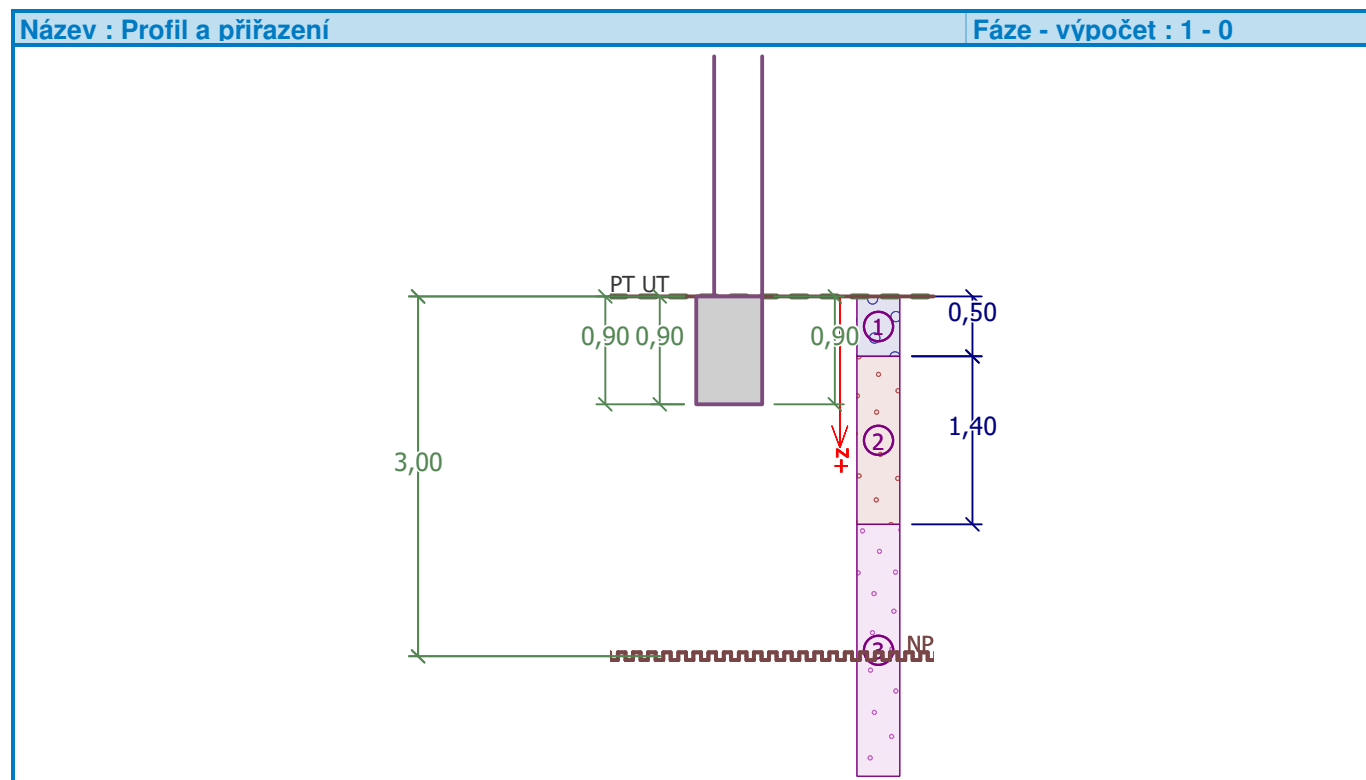 Název : Profil a přiřazení
Fáze - výpočet : 1 - 0
PT UT
0,50
1
0,90 0,90
0,90
1,40
2
+z
3,00
NP
3